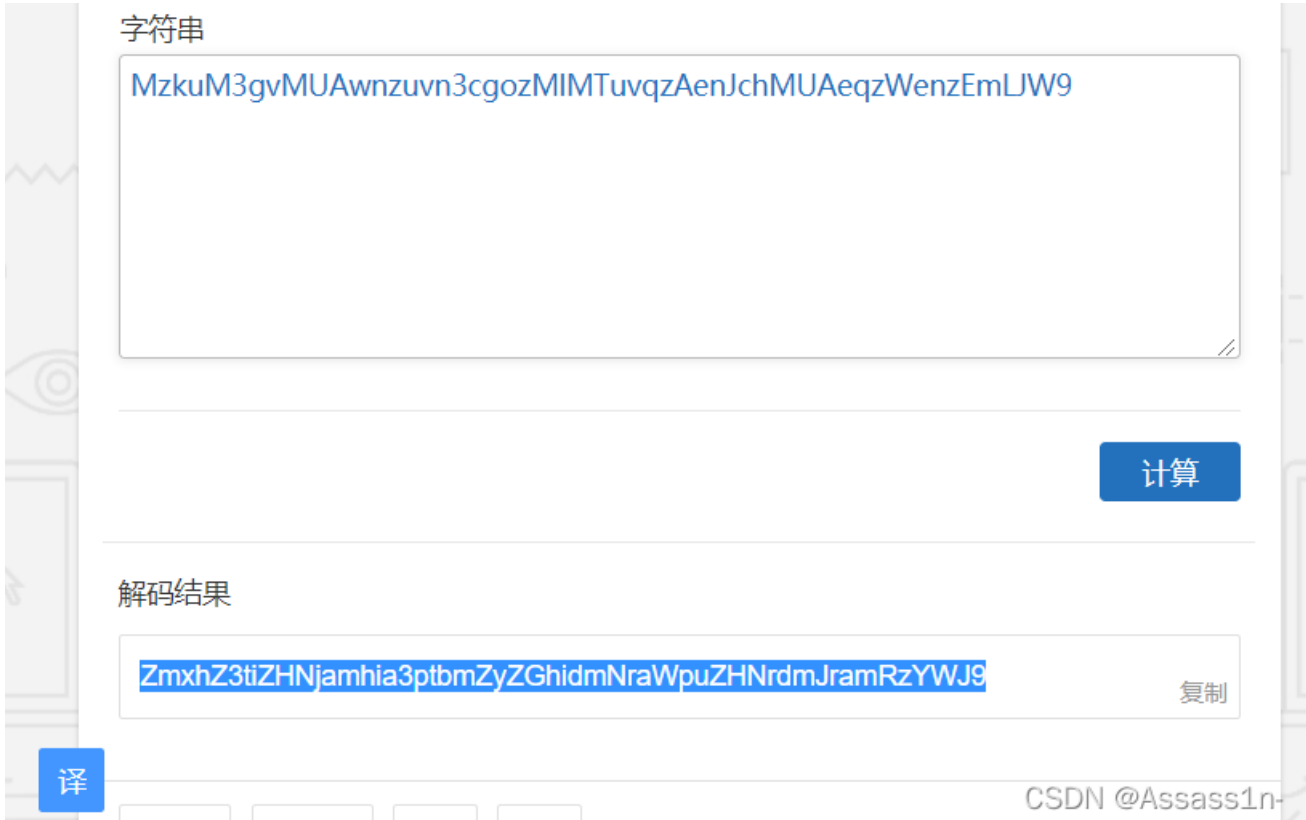 字符串
MzkuM3gvMUAwnzuvn3cgozMlMTuvqzAenJchMUAeqzWenzEmLJW9
计算
解码结果
ZmxhZ3tiZHNjamhia3ptbmZyZGhidmNraWpuZHNrdmJramRzYWJ9
复制
译
CSDN @Assass1n-